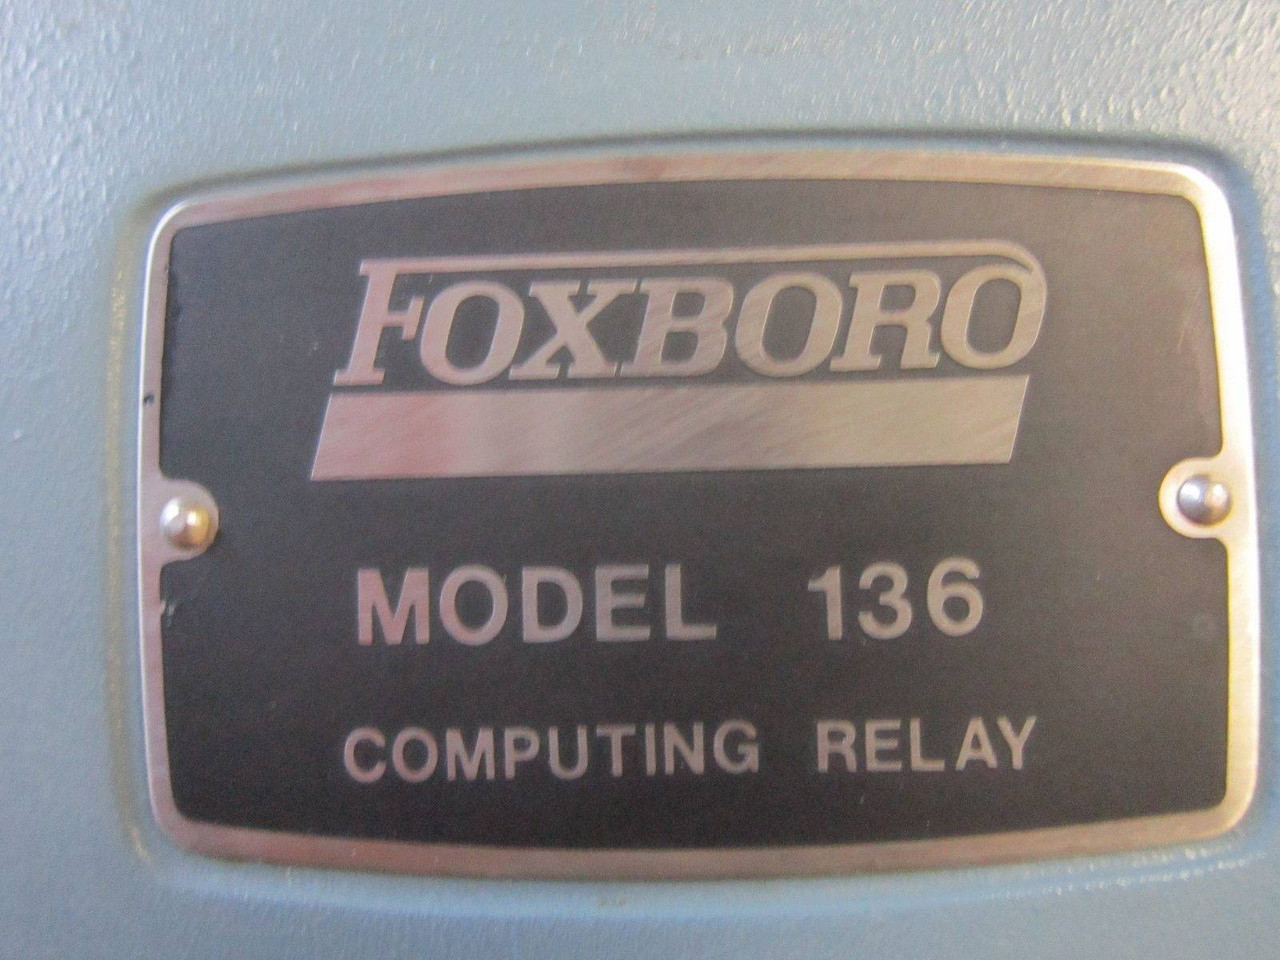 FOXBORO
MODEL 136
COMPUTING RELAY